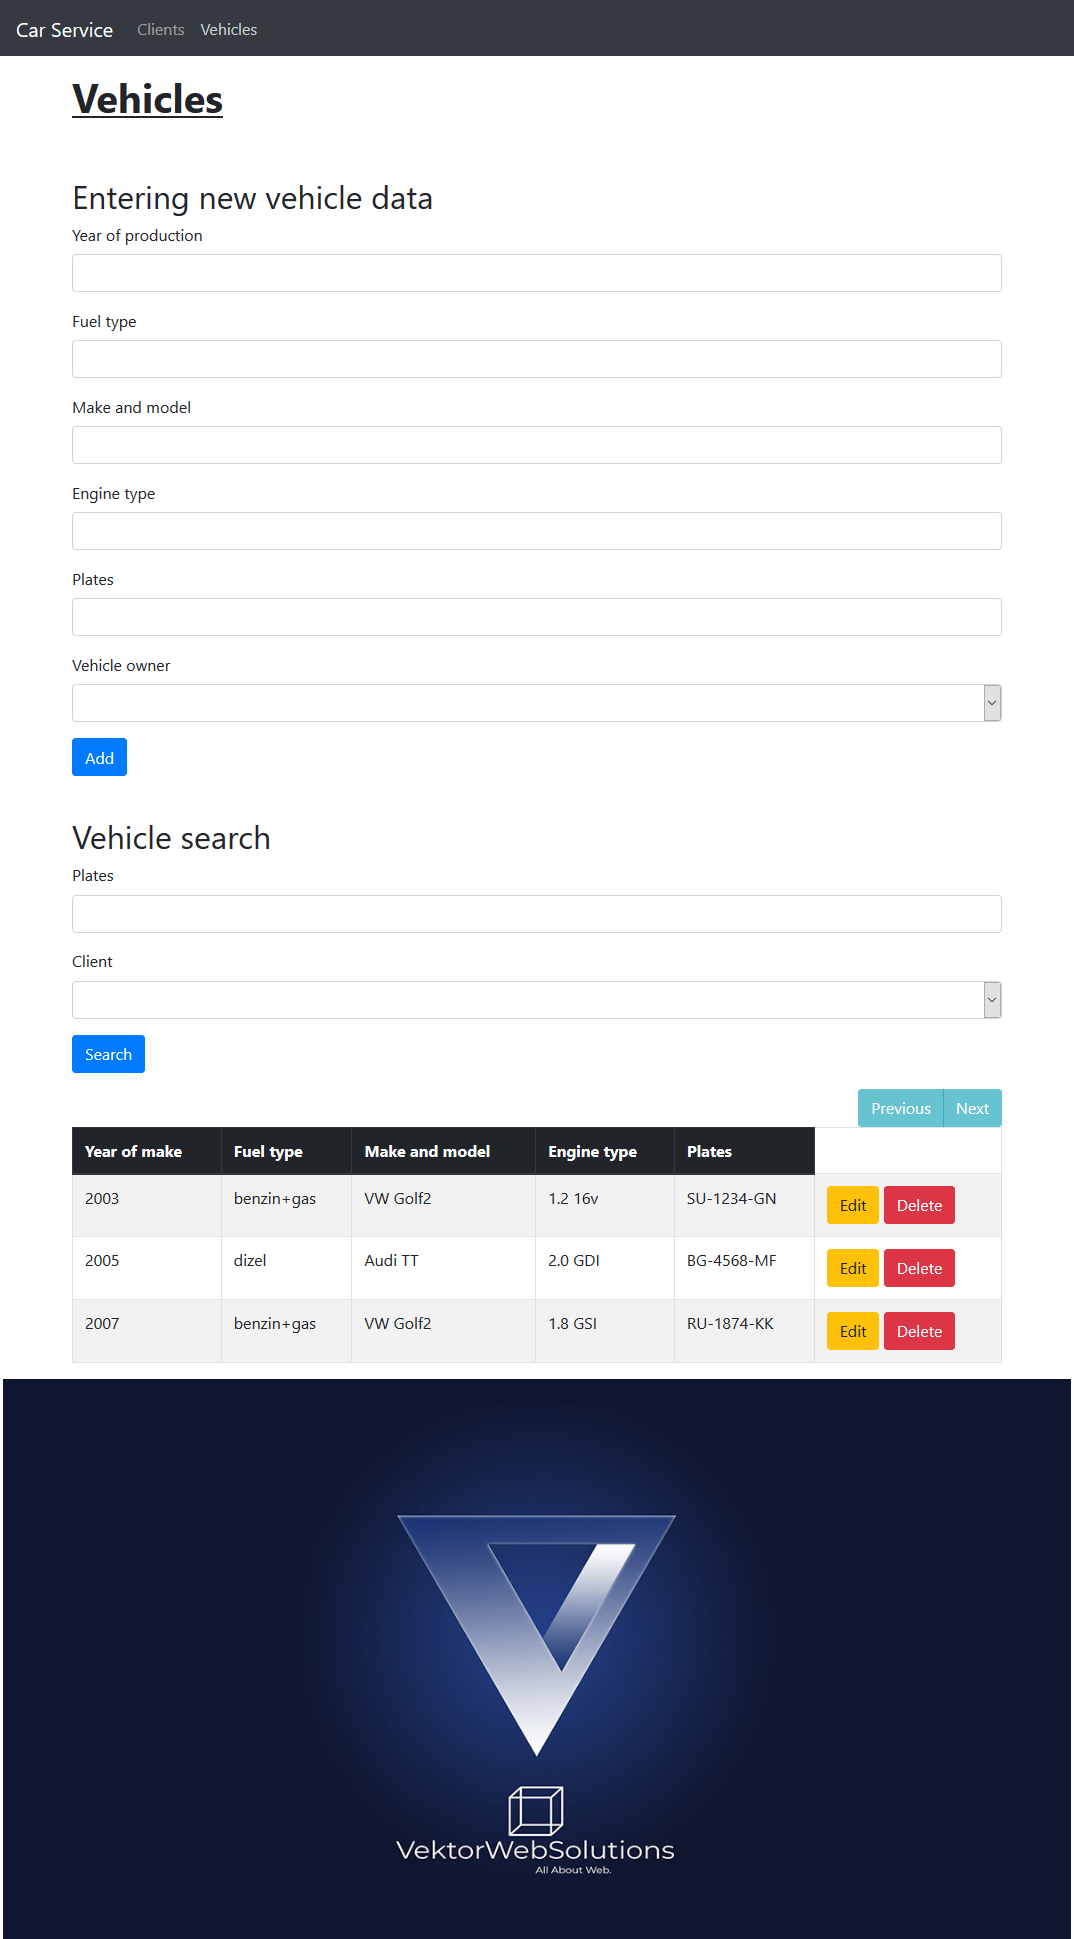 Car Service Clients Vehicles
Vehicles
Entering new vehicle data
Year of production
Fuel type
Make and model
Engine type
Plates
Vehicle owner
Add
Vehicle search
Plates
Client
Search
Previous Next
Year of make Fuel type Make and model Engine type Plates
2003 benzin+gas VW Golf2 1.2 16v SU-1234-GN Edit Delete
2005 dizel Audi TT 2.0 GDI BG-4568-MF Edit Delete
2007 benzin+gas VW Golf2 1.8 GSI RU-1874-KK Edit Delete
VektorWebSolutions
All About Web.